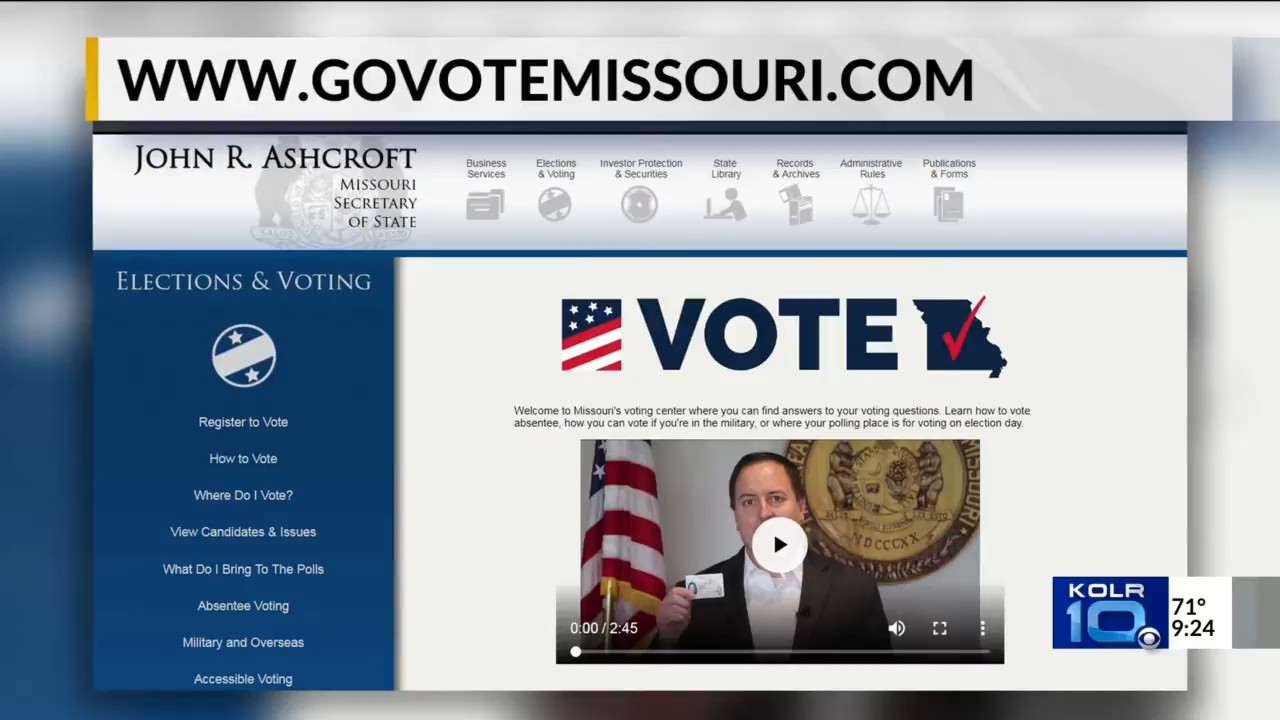 WWW.GOVOTEMISSOURI.COM
JOHN R. ASHCROFT
MISSOURI
SECRETARY
OF STATE
Business
Services
Elections
& Voting
Investor Protection
& Securities
State
Library
Records
& Archives
Administrative
Rules
Publications
& Forms
ELECTIONS & VOTING
Register to Vote
How to Vote
Where Do I Vote?
View Candidates & Issues
What Do I Bring To The Polls
Absentee Voting
Military and Overseas
Accessible Voting
VOTE
Welcome to Missouri's voting center where you can find answers to your voting questions. Learn how to vote
absentee, how you can vote if you're in the military, or where your polling place is for voting on election day.
MISSOURI
MDCCCXX
0:00 / 2:45
KOLR
10
71°
9:24